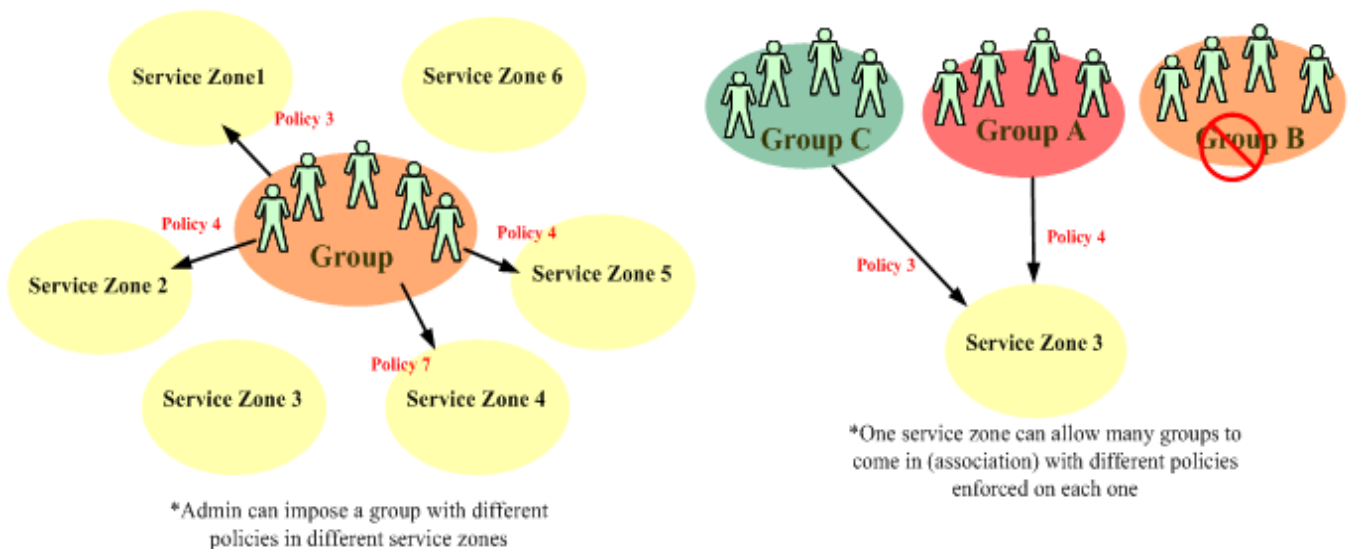 Service Zone1
Service Zone 6
Policy 3
Policy 4
Group
Policy 4
Service Zone 2
Service Zone 5
Policy 7
Service Zone 3
Service Zone 4
*Admin can impose a group with different
policies in different service zones
Group C
Group A
Group B
Policy 3
Policy 4
Service Zone 3
*One service zone can allow many groups to
come in (association) with different policies
enforced on each one